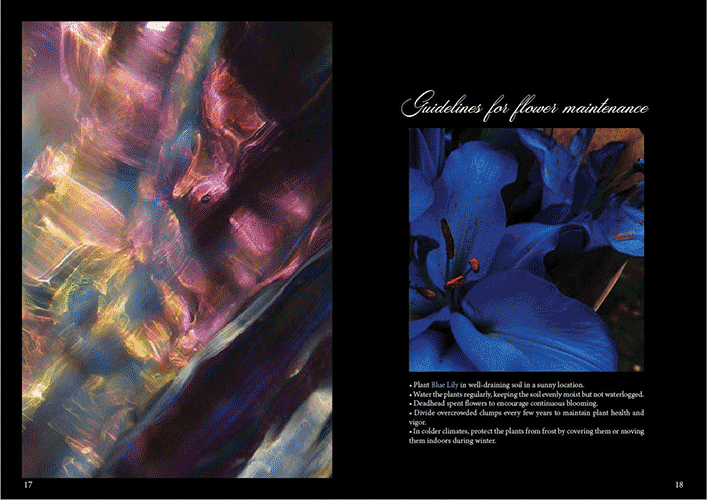 Guidelines for flower maintenance
• Plant Blue Lily in well-draining soil in a sunny location.
• Water the plants regularly, keeping the soil evenly moist but not waterlogged.
• Deadhead spent flowers to encourage continuous blooming.
• Divide overcrowded clumps every few years to maintain plant health and
vigor.
• In colder climates, protect the plants from frost by covering them or moving
them indoors during winter.
17
18